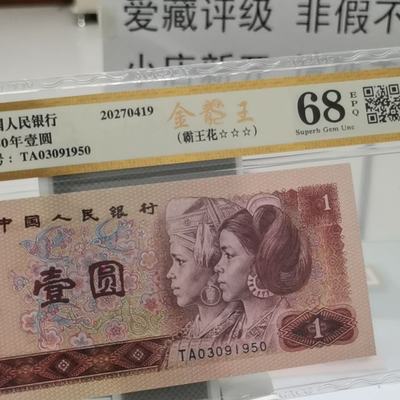 爱藏评级 非假不
国人民银行
20270419
金龍王
68
EPQ
0年壹圆
(霸王花☆☆☆)
Superb Gem Unc
号: TA03091950
中国人民银行
1
壹圆
TA03091950
1